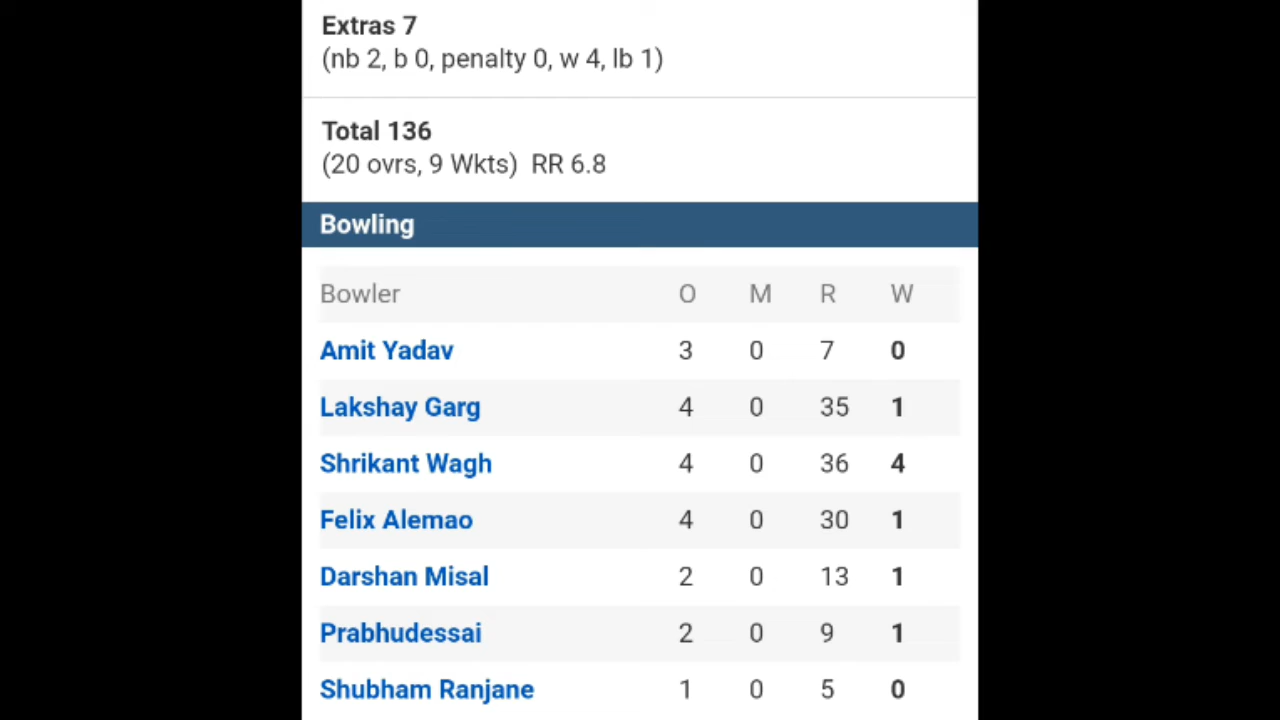 Extras 7
(nb 2, b 0, penalty 0, w 4, lb 1)
Total 136
(20 ovrs, 9 Wkts) RR 6.8
Bowling
Bowler O M R W
Amit Yadav 3 0 7 0
Lakshay Garg 4 0 35 1
Shrikant Wagh 4 0 36 4
Felix Alemao 4 0 30 1
Darshan Misal 2 0 13 1
Prabhudessai 2 0 9 1
Shubham Ranjane 1 0 5 0